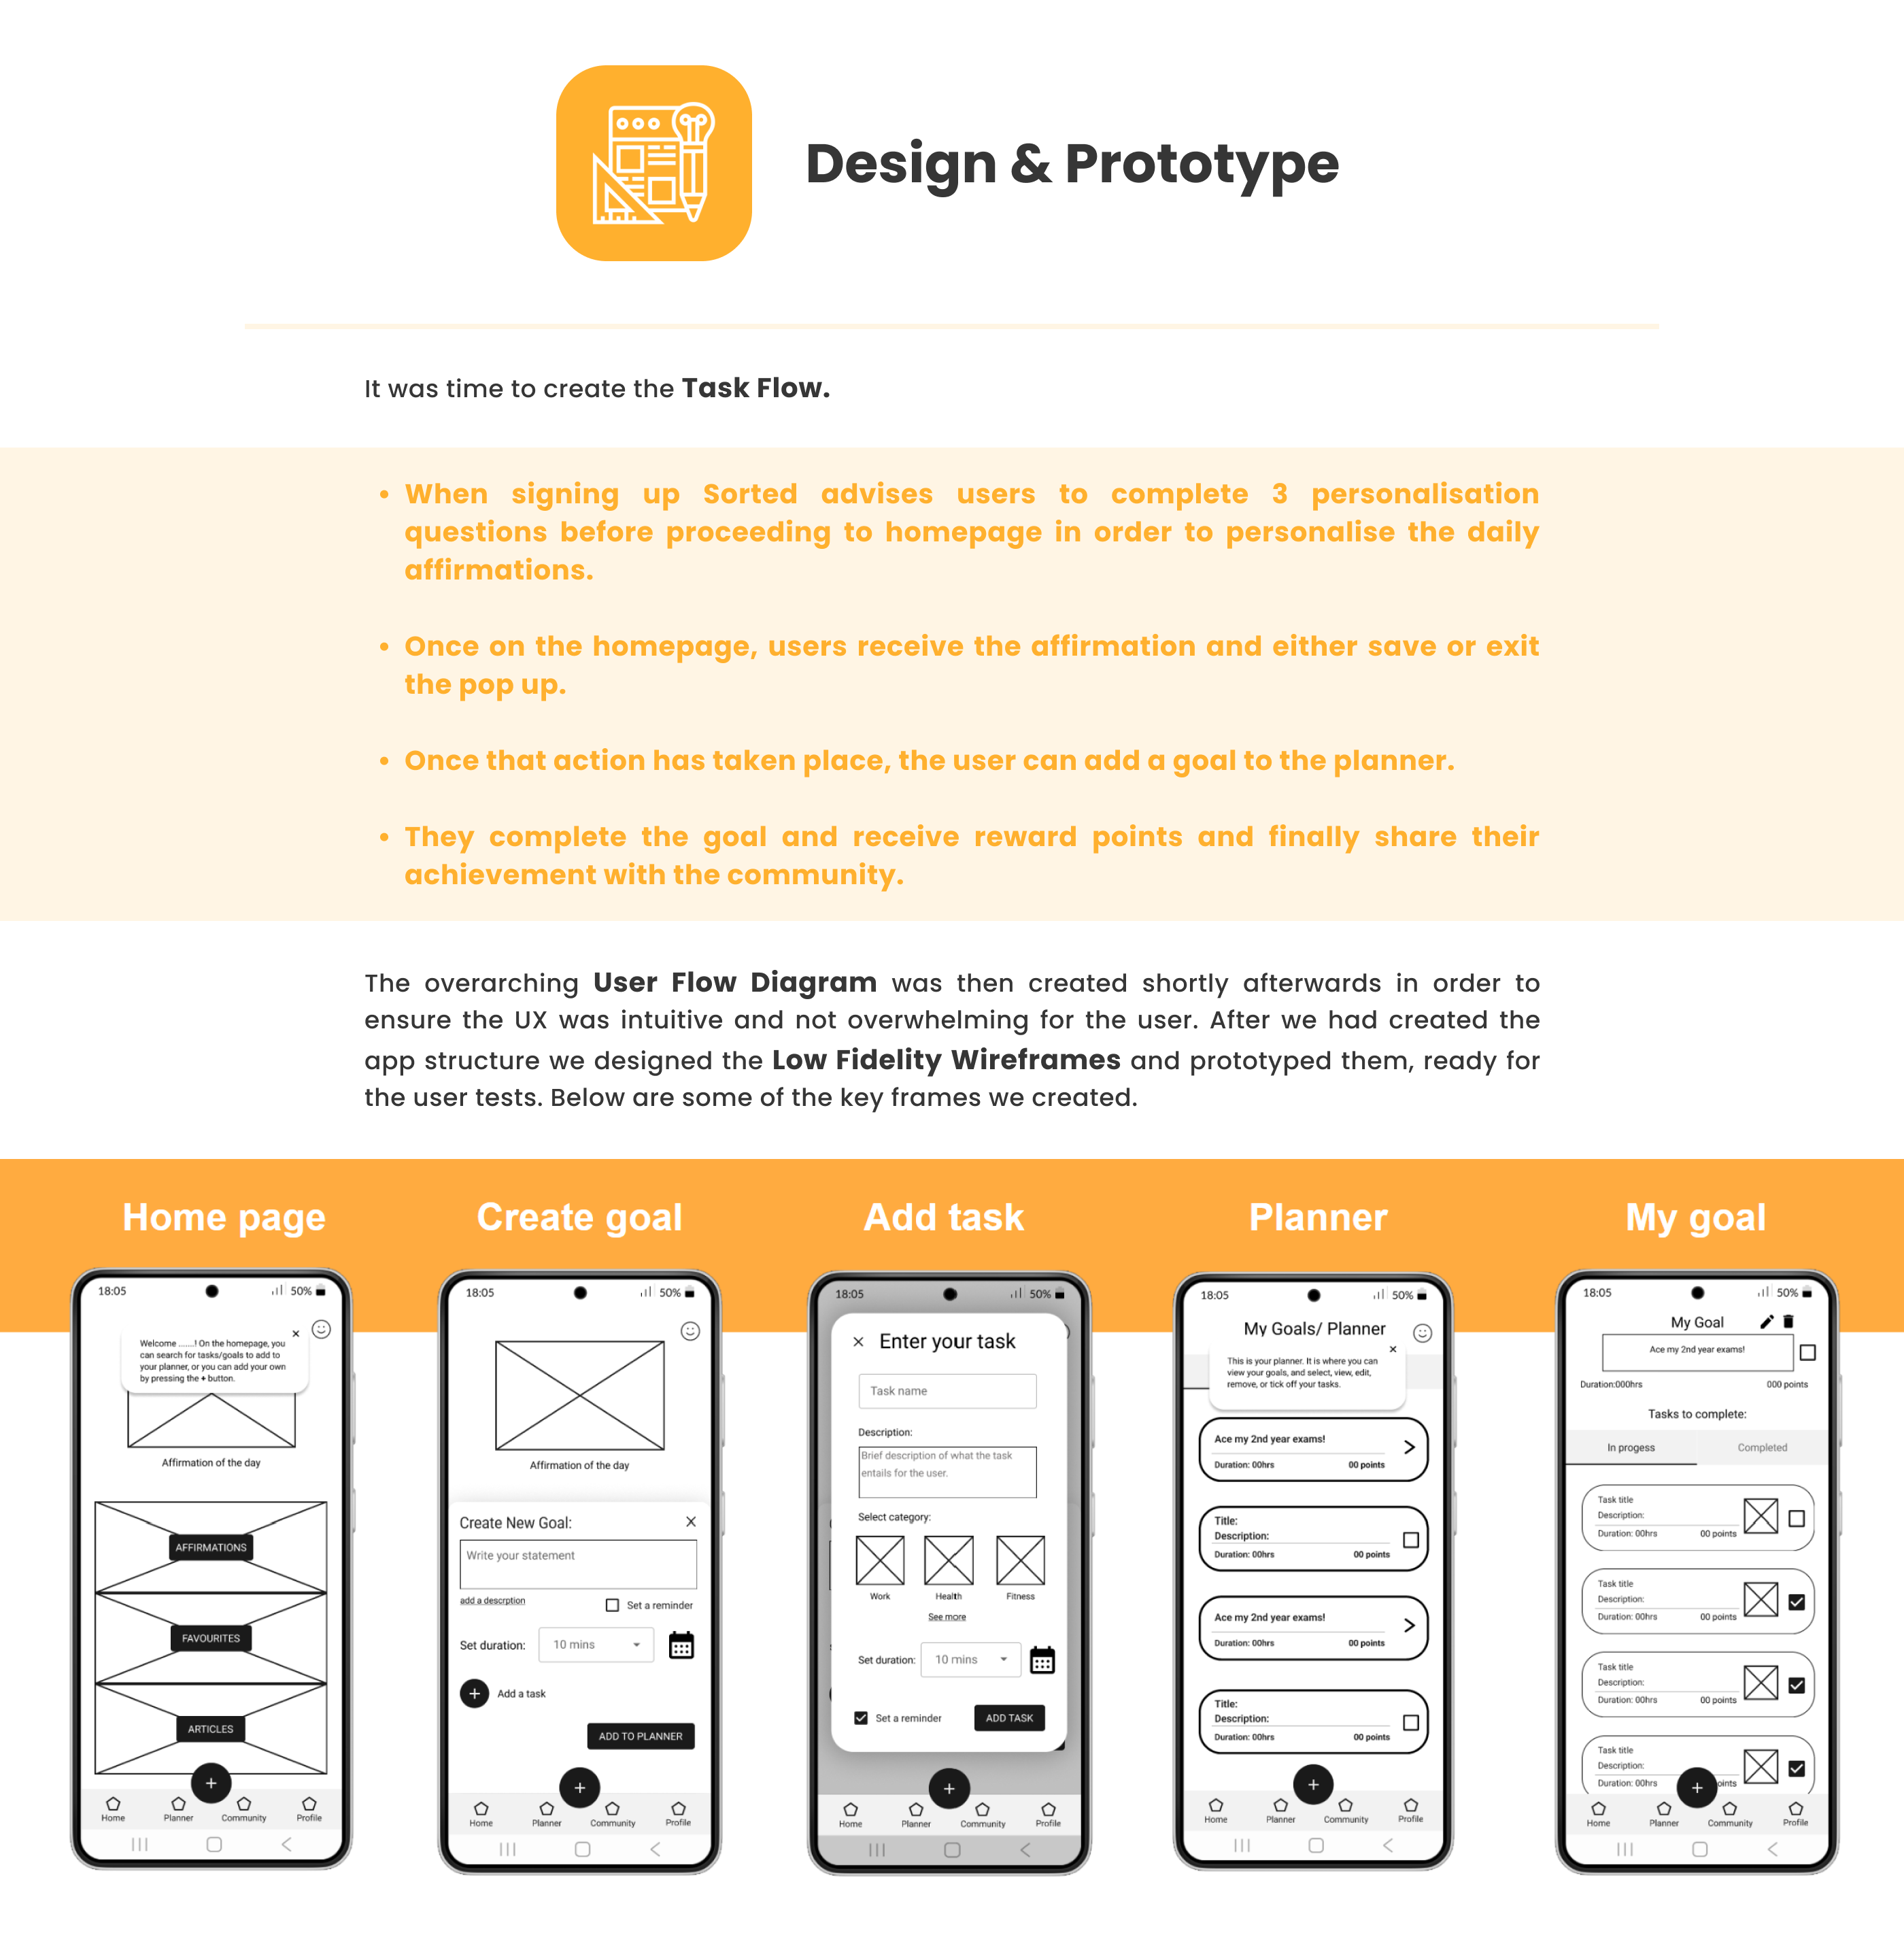 Design & Prototype
It was time to create the Task Flow.
• When signing up Sorted advises users to complete 3 personalisation
questions before proceeding to homepage in order to personalise the daily
affirmations.
• Once on the homepage, users receive the affirmation and either save or exit
the pop up.
• Once that action has taken place, the user can add a goal to the planner.
• They complete the goal and receive reward points and finally share their
achievement with the community.
The overarching User Flow Diagram was then created shortly afterwards in order to
ensure the UX was intuitive and not overwhelming for the user. After we had created the
app structure we designed the Low Fidelity Wireframes and prototyped them, ready for
the user tests. Below are some of the key frames we created.
Home page
18:05
50%
Welcome ......! On the homepage, you
can search for tasks/goals to add to
your planner, or you can add your own
by pressing the + button.
Affirmation of the day
AFFIRMATIONS
FAVOURITES
ARTICLES
+
Home
Planner
Community
Profile
Create goal
18:05
50%
Affirmation of the day
Create New Goal:
Write your statement
add a descrption
Set a reminder
Set duration:
10 mins
+
Add a task
ADD TO PLANNER
+
Home
Planner
Community
Profile
Add task
18:05
50%
Enter your task
Task name
Description:
Brief description of what the task
entails for the user.
Select category:
Work
Health
Fitness
See more
Set duration:
10 mins
Set a reminder
ADD TASK
+
Home
Planner
Community
Profile
Planner
18:05
50%
My Goals/ Planner
This is your planner. It is where you can
view your goals, and select, view, edit,
remove, or tick off your tasks.
Ace my 2nd year exams!
Duration: 00hrs
00 points
Title:
Description:
Duration: 00hrs
00 points
Ace my 2nd year exams!
Duration: 00hrs
00 points
Title:
Description:
Duration: 00hrs
00 points
+
Home
Planner
Community
Profile
My goal
18:05
50%
My Goal
Ace my 2nd year exams!
Duration:000hrs
000 points
Tasks to complete:
In progess
Completed
Task title
Description:
Duration: 00hrs
00 points
Task title
Description:
Duration: 00hrs
00 points
Task title
Description:
Duration: 00hrs
00 points
Task title
Description:
Duration: 00hrs
oints
+
Home
Planner
Community
Profile